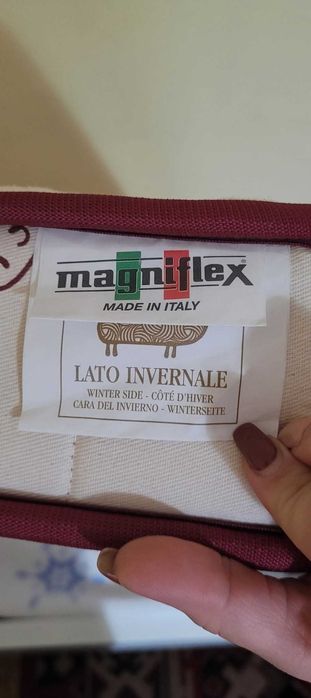 magniflex
MADE IN ITALY
LATO INVERNALE
WINTER SIDE - CÔTÉ D'HIVER
CARA DEL INVIERNO - WINTERSEITE